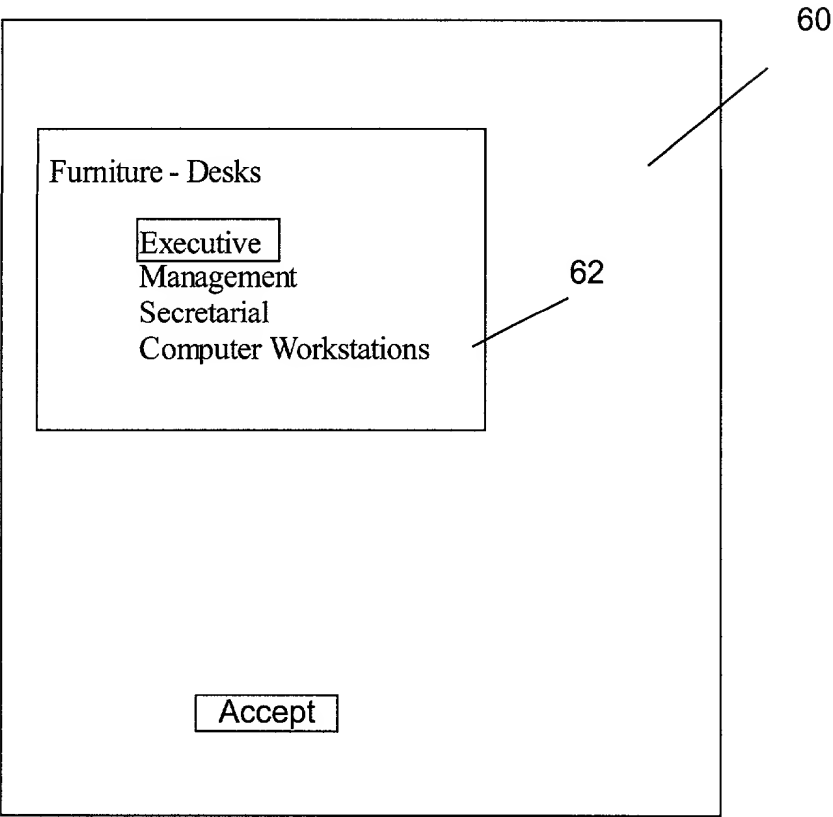 60
Furniture - Desks
Executive
Management
62
Secretarial
Computer Workstations
Accept